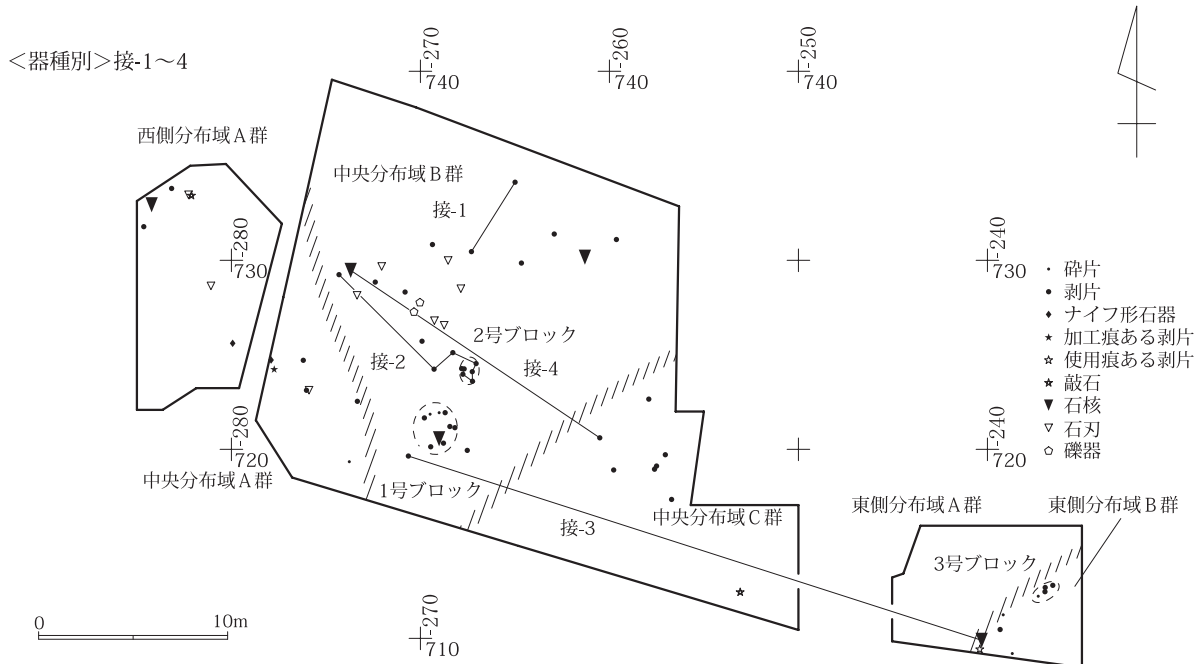 ＜器種別＞接-1～4
-270
740
-260
740
-250
740
西側分布域A群
中央分布域B群
接-1
-280
730
-240
730
2号ブロック
接-2
接-4
・砕片
剥片
ナイフ形石器
加工痕ある剥片
使用痕ある剥片
敲石
石核
石刃
礫器
-280
720
-240
720
中央分布域A群
1号ブロック
接-3
中央分布域C群
東側分布域A群
東側分布域B群
3号ブロック
0
10m
-270
710